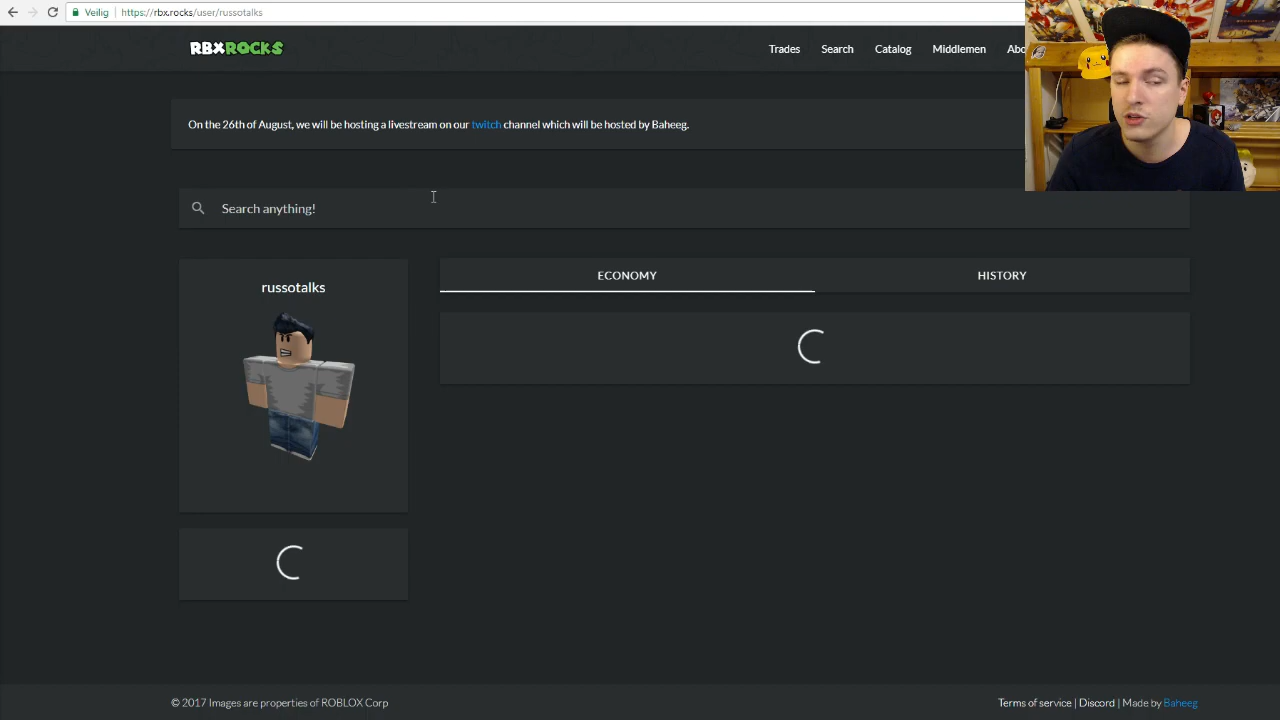 Veilig
https://rbx.rocks/user/russotalks
RBXROCKS
Trades
Search
Catalog
Middlemen
Abo
On the 26th of August, we will be hosting a livestream on our twitch channel which will be hosted by Baheeg.
Search anything!
russotalks
ECONOMY
HISTORY
© 2017 Images are properties of ROBLOX Corp
Terms of service | Discord | Made by Baheeg